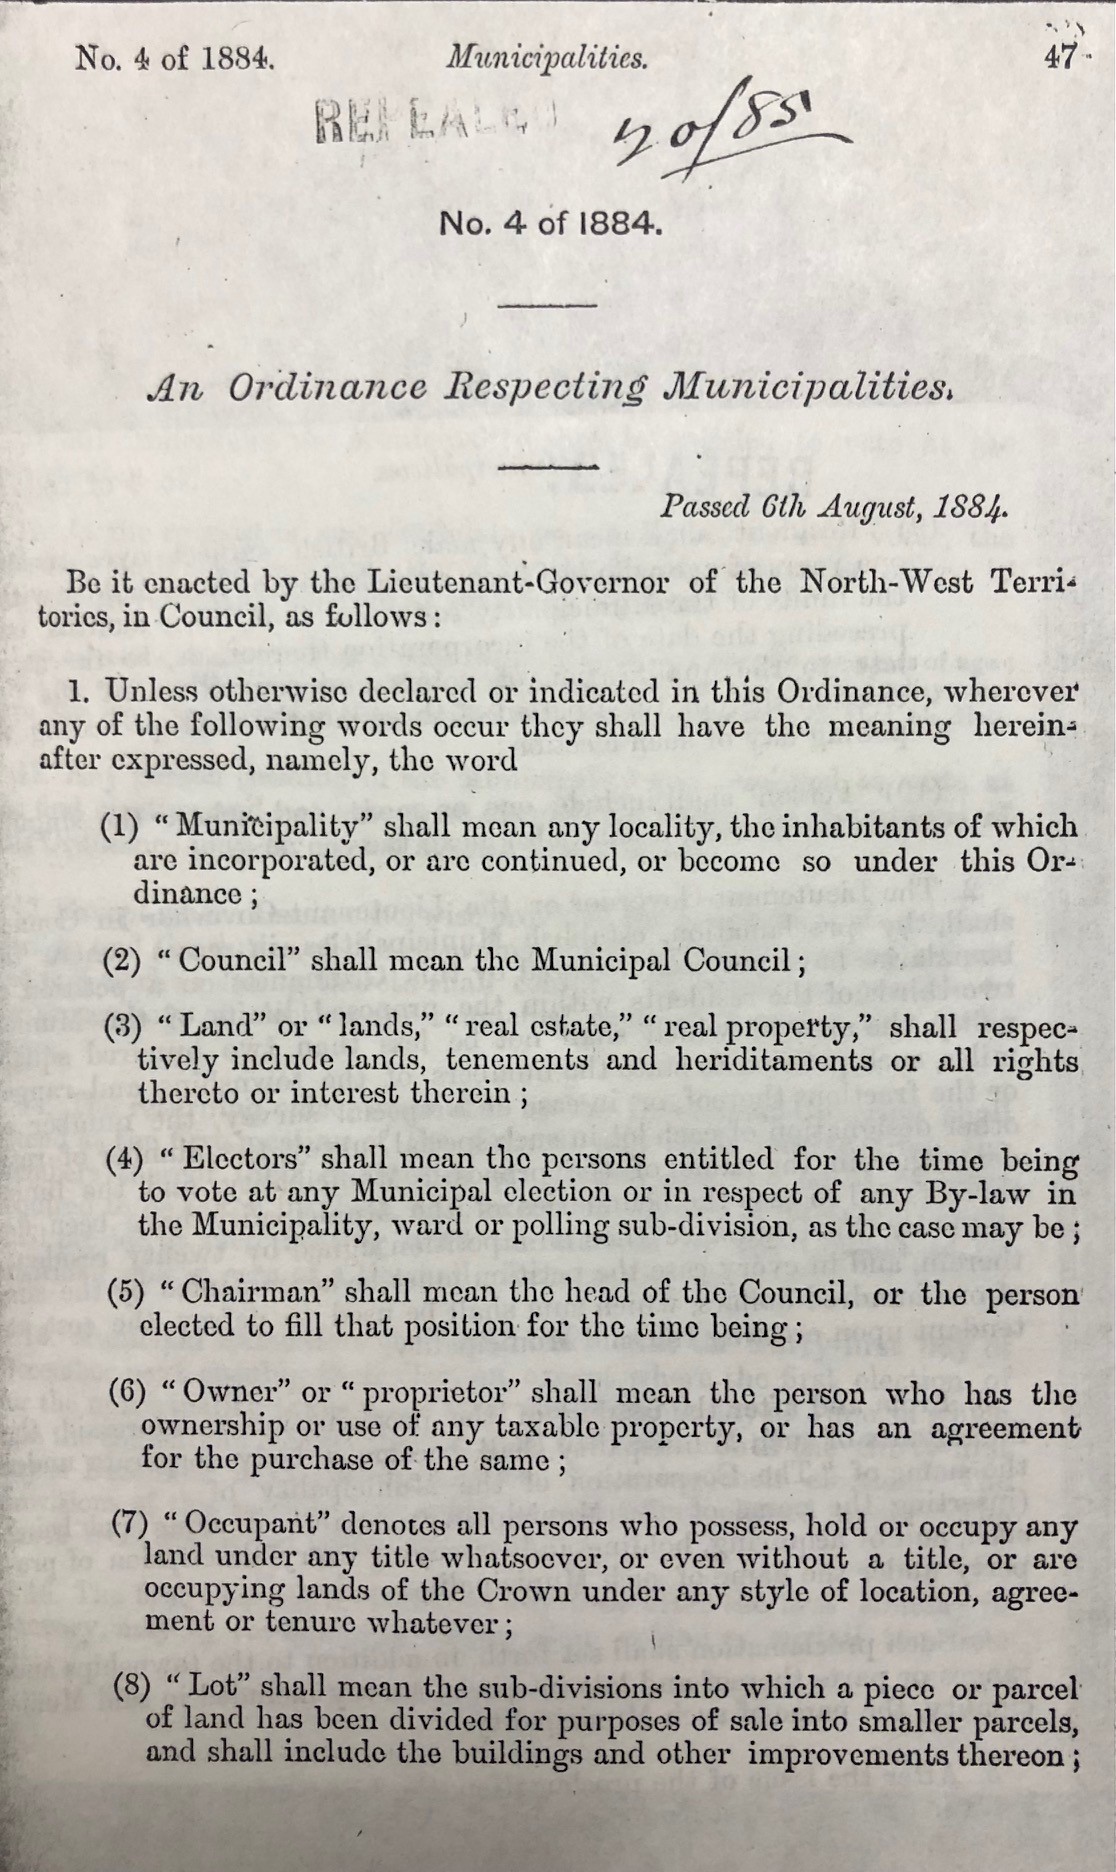 No. 4 of 1884. Municipalities. 47
REPEALED
20/85
No. 4 of 1884.
An Ordinance Respecting Municipalities.
Passed 6th August, 1884.
Be it enacted by the Lieutenant-Governor of the North-West Terri-
tories, in Council, as follows:
1. Unless otherwise declared or indicated in this Ordinance, wherever
any of the following words occur they shall have the meaning herein-
after expressed, namely, the word
(1) "Municipality" shall mean any locality, the inhabitants of which
are incorporated, or are continued, or become so under this Or-
dinance;
(2) "Council" shall mean the Municipal Council;
(3) "Land" or "lands," "real estate," "real property," shall respec-
tively include lands, tenements and heriditaments or all rights
thereto or interest therein;
(4) "Electors" shall mean the persons entitled for the time being
to vote at any Municipal election or in respect of any By-law in
the Municipality, ward or polling sub-division, as the case may be;
(5) "Chairman" shall mean the head of the Council, or the person
elected to fill that position for the time being;
(6) "Owner" or "proprietor" shall mean the person who has the
ownership or use of any taxable property, or has an agreement
for the purchase of the same;
(7) "Occupant" denotes all persons who possess, hold or occupy any
land under any title whatsoever, or even without a title, or are
occupying lands of the Crown under any style of location, agree-
ment or tenure whatever;
(8) "Lot" shall mean the sub-divisions into which a piece or parcel
of land has been divided for purposes of sale into smaller parcels,
and shall include the buildings and other improvements thereon;